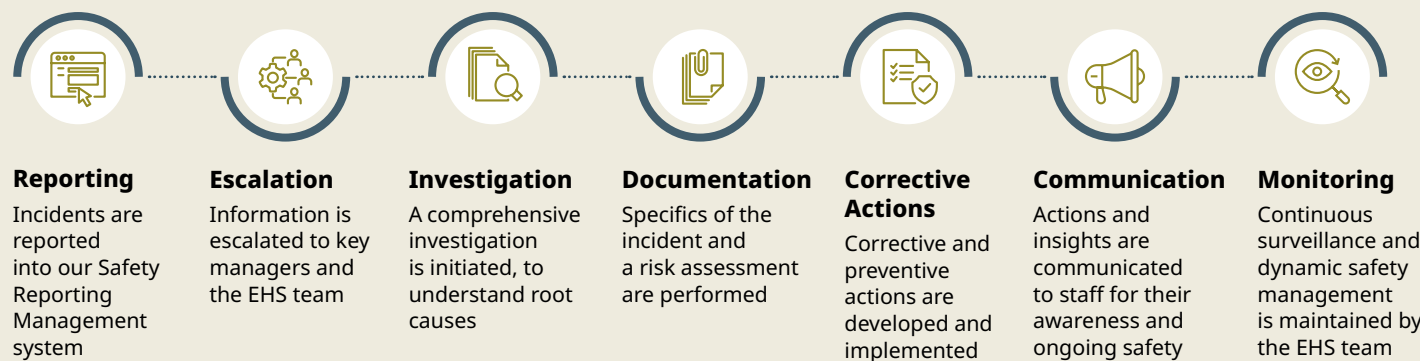 Reporting
Incidents are
reported
into our Safety
Reporting
Management
system
Escalation
Information is
escalated to key
managers and
the EHS team
Investigation
A comprehensive
investigation
is initiated, to
understand root
causes
Documentation
Specifics of the
incident and
a risk assessment
are performed
Corrective
Actions
Corrective and
preventive
actions are
developed and
implemented
Communication
Actions and
insights are
communicated
to staff for their
awareness and
ongoing safety
Monitoring
Continuous
surveillance and
dynamic safety
management
is maintained by
the EHS team